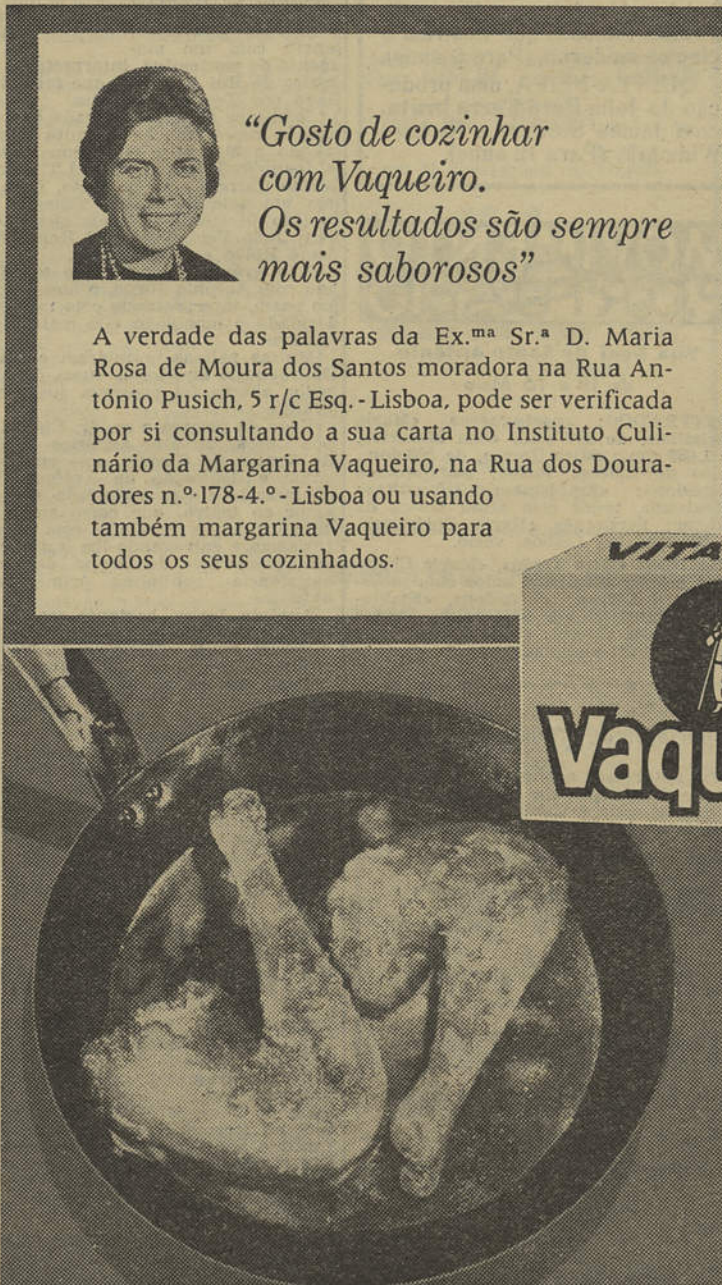 “Gosto de cozinhar
com Vaqueiro.
Os resultados são sempre
mais saborosos”
A verdade das palavras da Ex.ᵐᵃ Sr.ᵃ D. Maria
Rosa de Moura dos Santos moradora na Rua An-
tónio Pusich, 5 r/c Esq. - Lisboa, pode ser verificada
por si consultando a sua carta no Instituto Culi-
nário da Margarina Vaqueiro, na Rua dos Doura-
dores n.º 178-4.º - Lisboa ou usando
também margarina Vaqueiro para
todos os seus cozinhados.
VITA
Vaqu